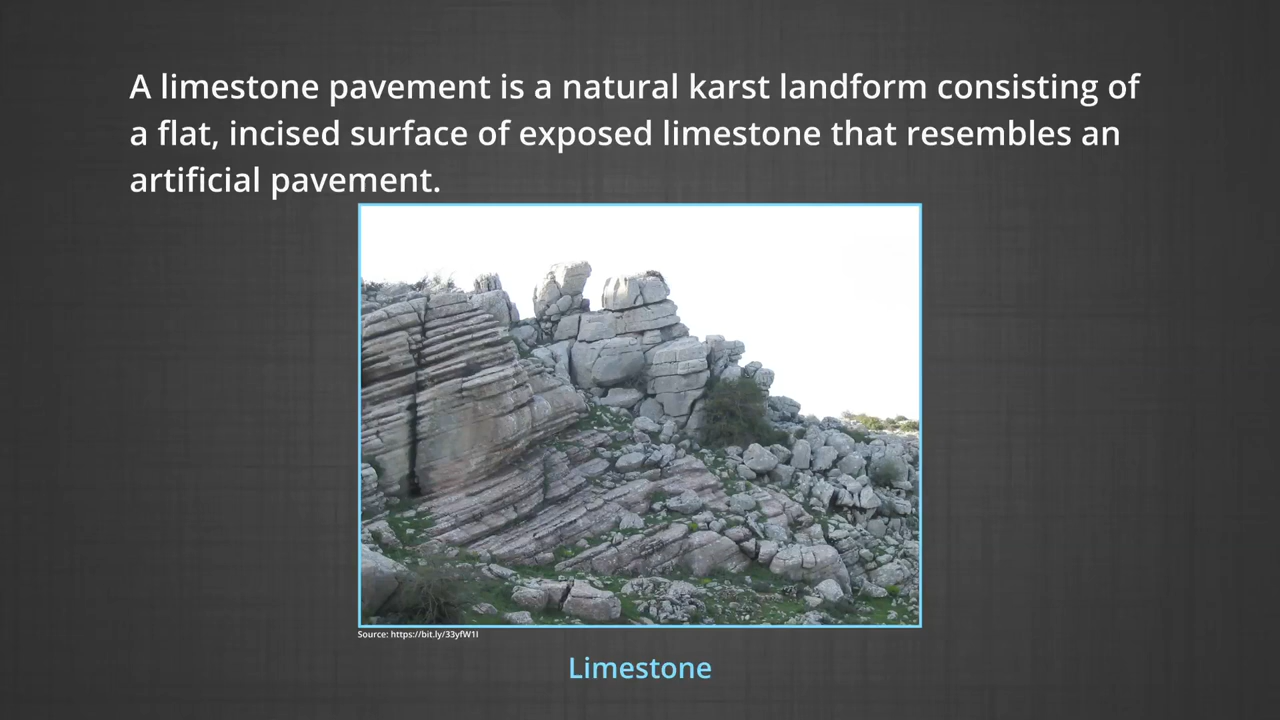 A limestone pavement is a natural karst landform consisting of
a flat, incised surface of exposed limestone that resembles an
artificial pavement.
Source: https://bit.ly/33yfW1I
Limestone